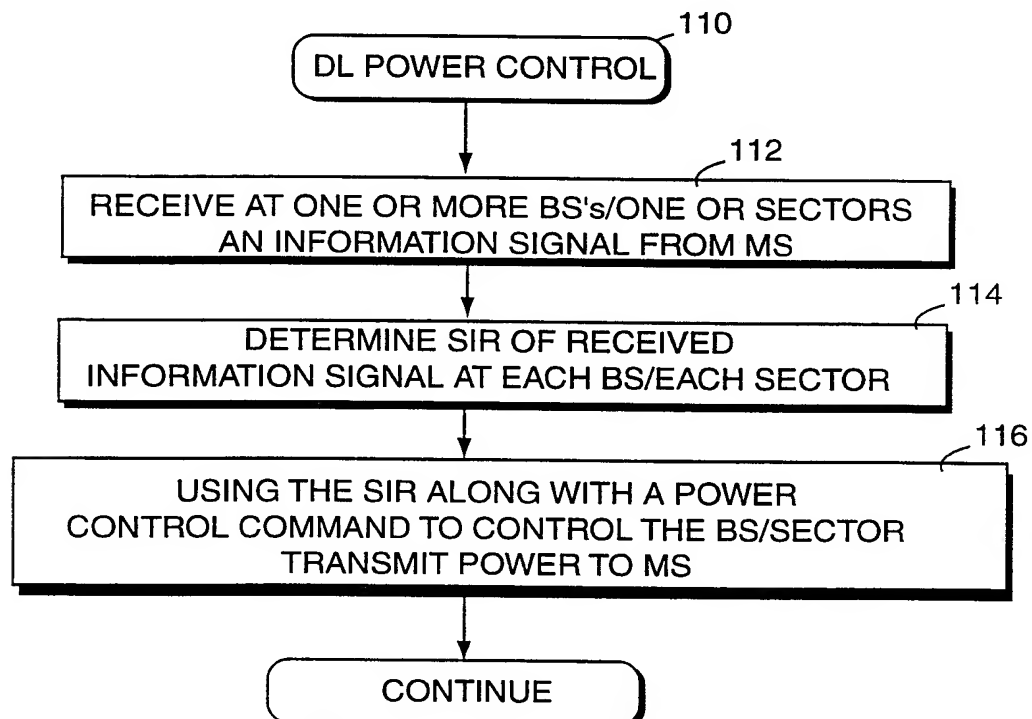 110
DL POWER CONTROL
112
RECEIVE AT ONE OR MORE BS's/ONE OR SECTORS
AN INFORMATION SIGNAL FROM MS
114
DETERMINE SIR OF RECEIVED
INFORMATION SIGNAL AT EACH BS/EACH SECTOR
116
USING THE SIR ALONG WITH A POWER
CONTROL COMMAND TO CONTROL THE BS/SECTOR
TRANSMIT POWER TO MS
CONTINUE